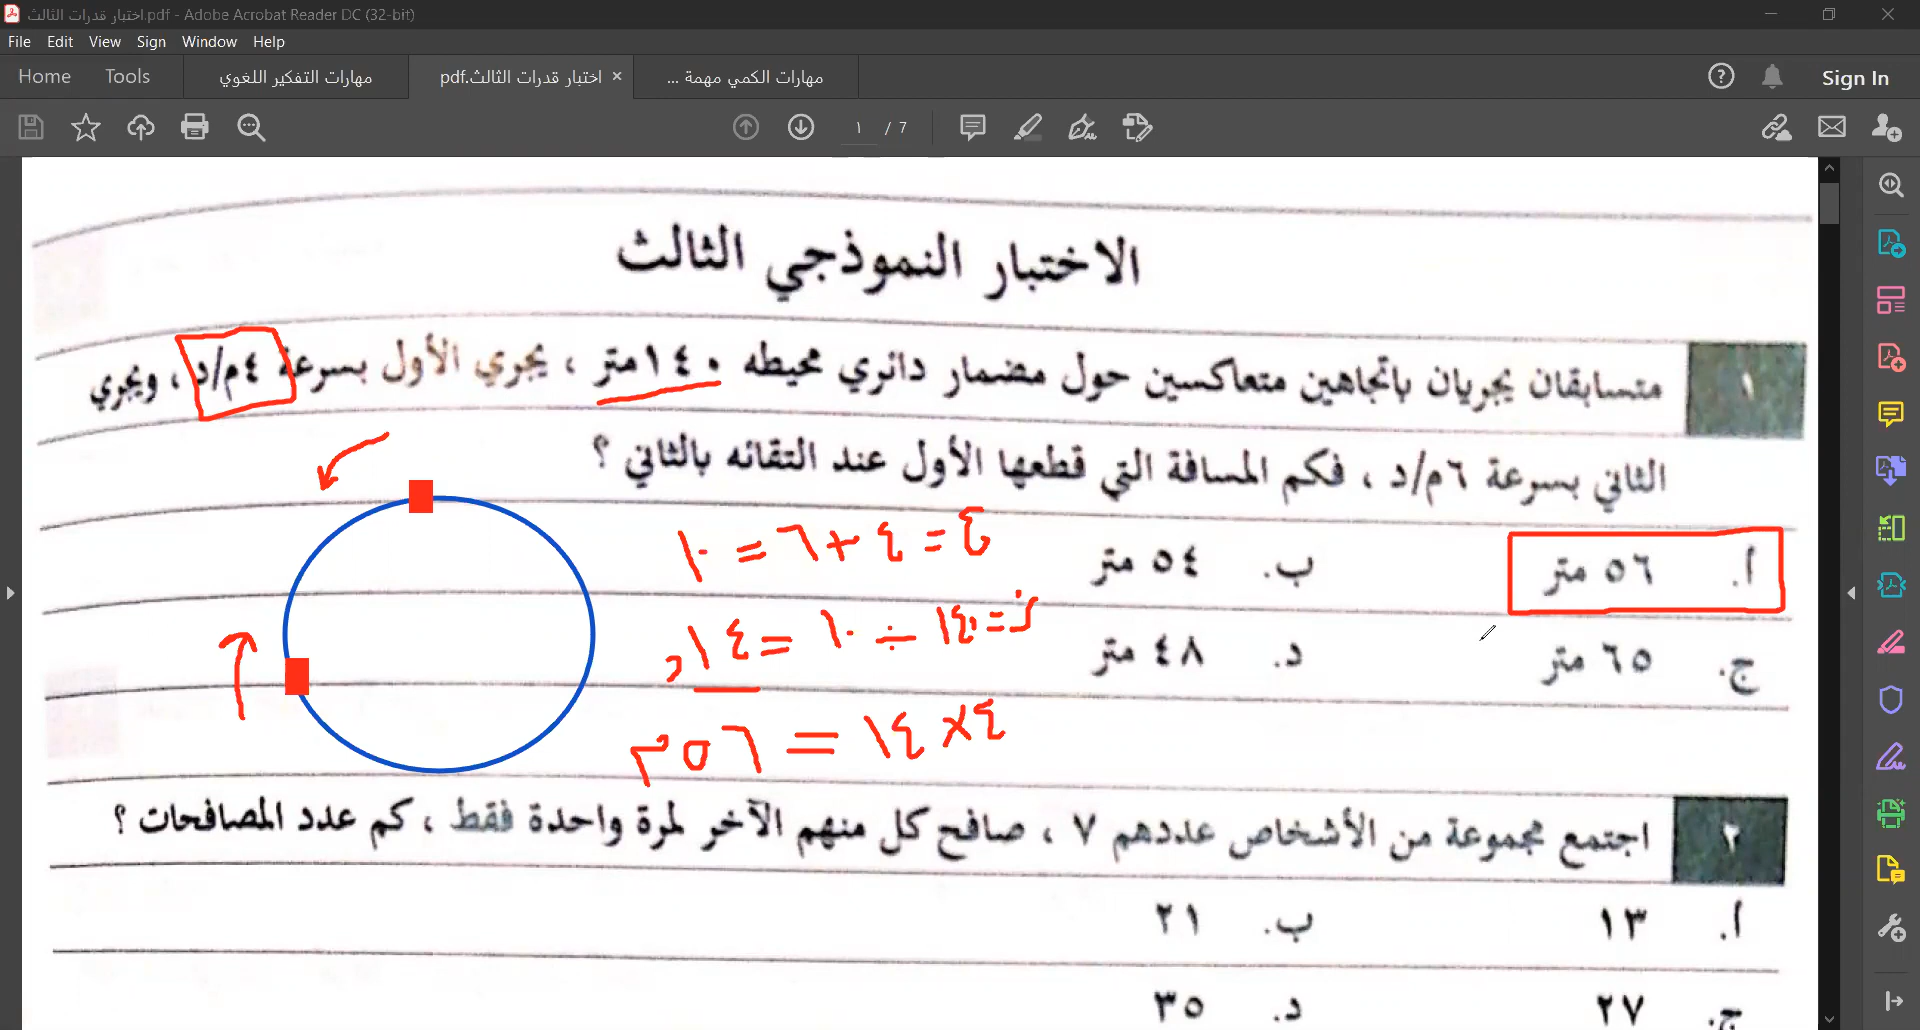 اختبار قدرات الثالث.pdf - Adobe Acrobat Reader DC (32-bit)
File Edit View Sign Window Help
Home Tools مهارات التفكير اللغوي اختبار قدرات الثالث.pdf × مهارات الكمي مهمة ... Sign In
١ / 7
الاختبار النموذجي الثالث
١ متسابقان يجريان باتجاهين متعاكسين حول مضمار دائري محيطه ١٤٠ متر ، يجري الأول بسرعة ٤م/د ، ويجري
الثاني بسرعة ٦م/د ، فكم المسافة التي قطعها الأول عند التقائه بالثاني ؟
أ. ٥٦ متر ب. ٥٤ متر
ع = ٤ + ٦ = ١٠
ج. ٦٥ متر د. ٤٨ متر
ز = ١٤٠ ÷ ١٠ = ١٤ د
٤ × ١٤ = ٥٦ م
٢ اجتمع مجموعة من الأشخاص عددهم ٧ ، صافح كل منهم الآخر لمرة واحدة فقط ، كم عدد المصافحات ؟
أ. ١٣ ب. ٢١
ج. ٢٧ د. ٣٥